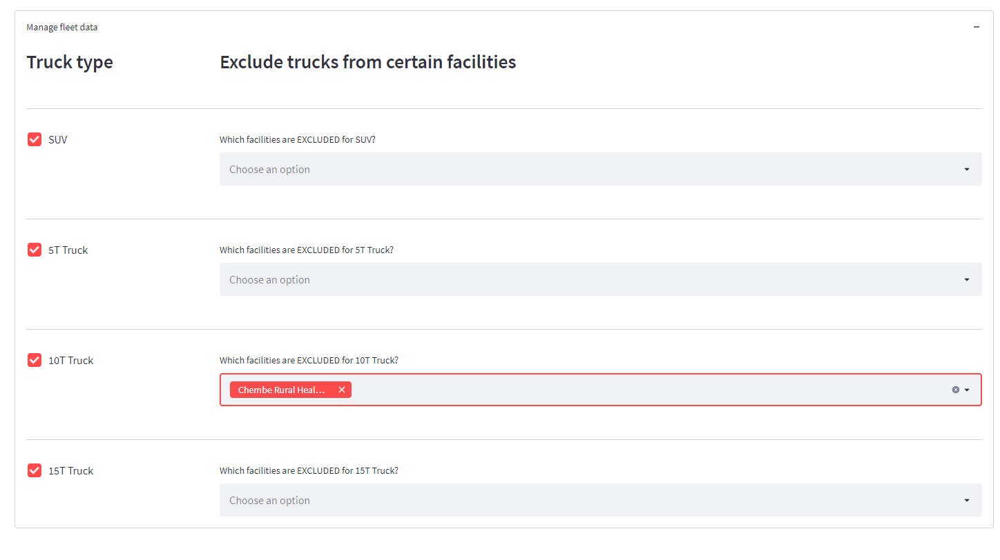 Manage fleet data
Truck type
Exclude trucks from certain facilities
SUV
Which facilities are EXCLUDED for SUV?
Choose an option
5T Truck
Which facilities are EXCLUDED for 5T Truck?
Choose an option
10T Truck
Which facilities are EXCLUDED for 10T Truck?
Chembe Rural Heal...
15T Truck
Which facilities are EXCLUDED for 15T Truck?
Choose an option